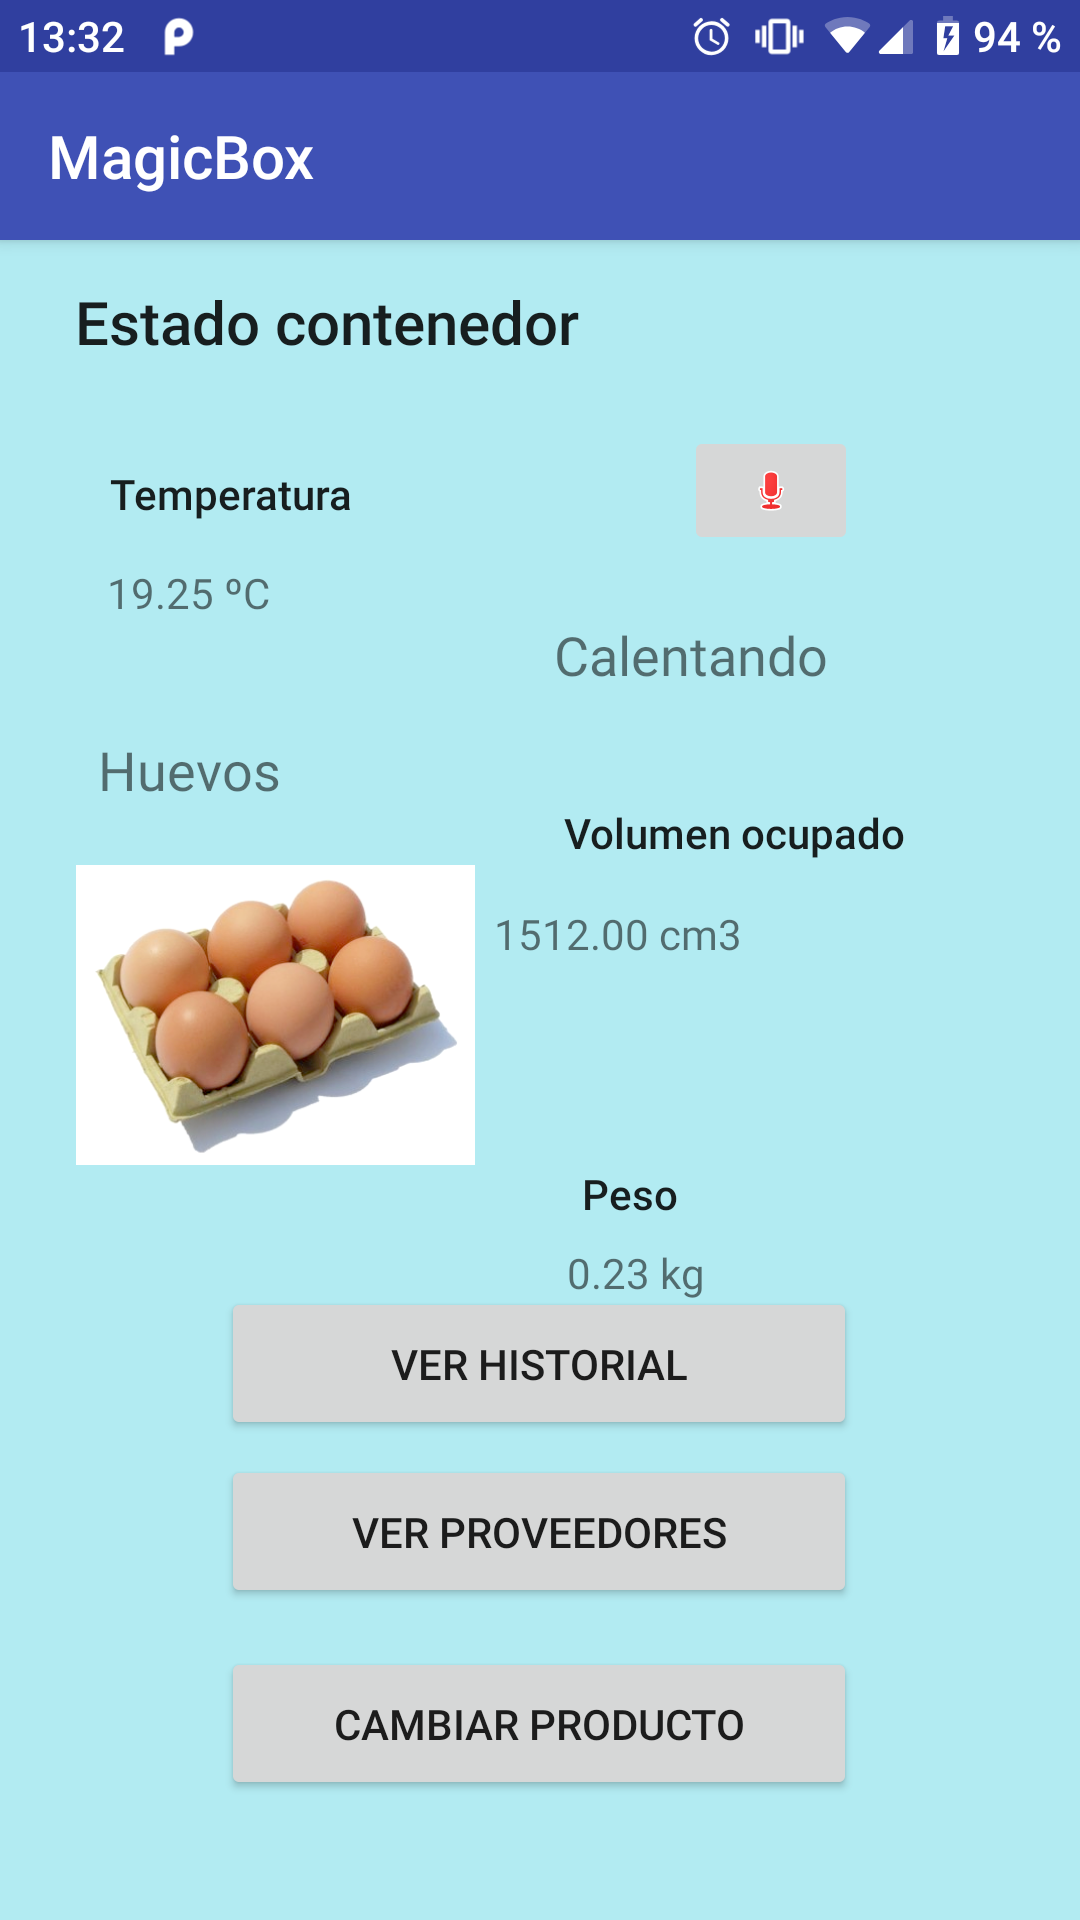 13:32 94 %
MagicBox
Estado contenedor
Temperatura
19.25 ºC
Calentando
Huevos
Volumen ocupado
1512.00 cm3
Peso
0.23 kg
VER HISTORIAL
VER PROVEEDORES
CAMBIAR PRODUCTO